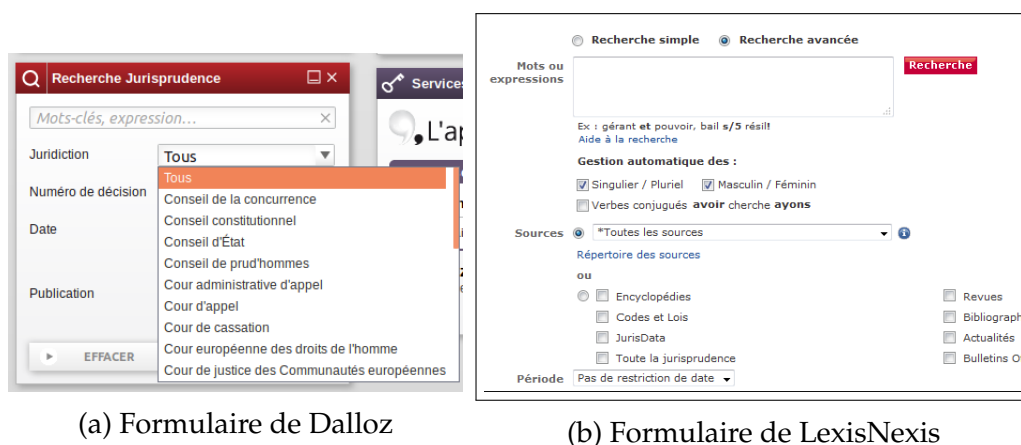 Recherche Jurisprudence
Mots-clés, expression...
Juridiction
Tous
Numéro de décision
Date
Publication
Tous
Conseil de la concurrence
Conseil constitutionnel
Conseil d'État
Conseil de prud'hommes
Cour administrative d'appel
Cour d'appel
Cour de cassation
Cour européenne des droits de l'homme
Cour de justice des Communautés européennes
EFFACER
Services
L'ap
(a) Formulaire de Dalloz
Recherche simple Recherche avancée
Mots ou
expressions
Recherche
Ex : gérant et pouvoir, bail s/5 résil!
Aide à la recherche
Gestion automatique des :
Singulier / Pluriel Masculin / Féminin
Verbes conjugués avoir cherche ayons
Sources *Toutes les sources
Répertoire des sources
ou
Encyclopédies Revues
Codes et Lois Bibliograph
JurisData Actualités
Toute la jurisprudence Bulletins O
Période Pas de restriction de date
(b) Formulaire de LexisNexis